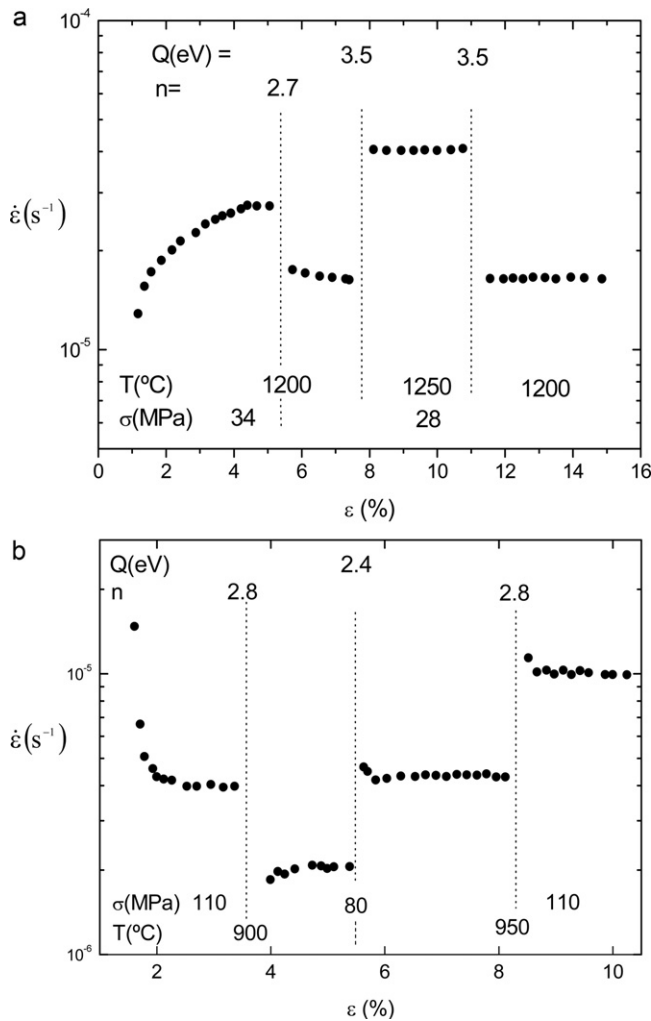 a
10⁻⁴
Q(eV) = 3.5 3.5
n= 2.7
ε̇(s⁻¹)
10⁻⁵
T(ºC) 1200 1250 1200
σ(MPa) 34 28
0 2 4 6 8 10 12 14 16
ε (%)
b
Q(eV) 2.4
n 2.8 2.8
10⁻⁵
ε̇(s⁻¹)
σ(MPa) 110 80 110
T(ºC) 900 950
10⁻⁶
2 4 6 8 10
ε (%)